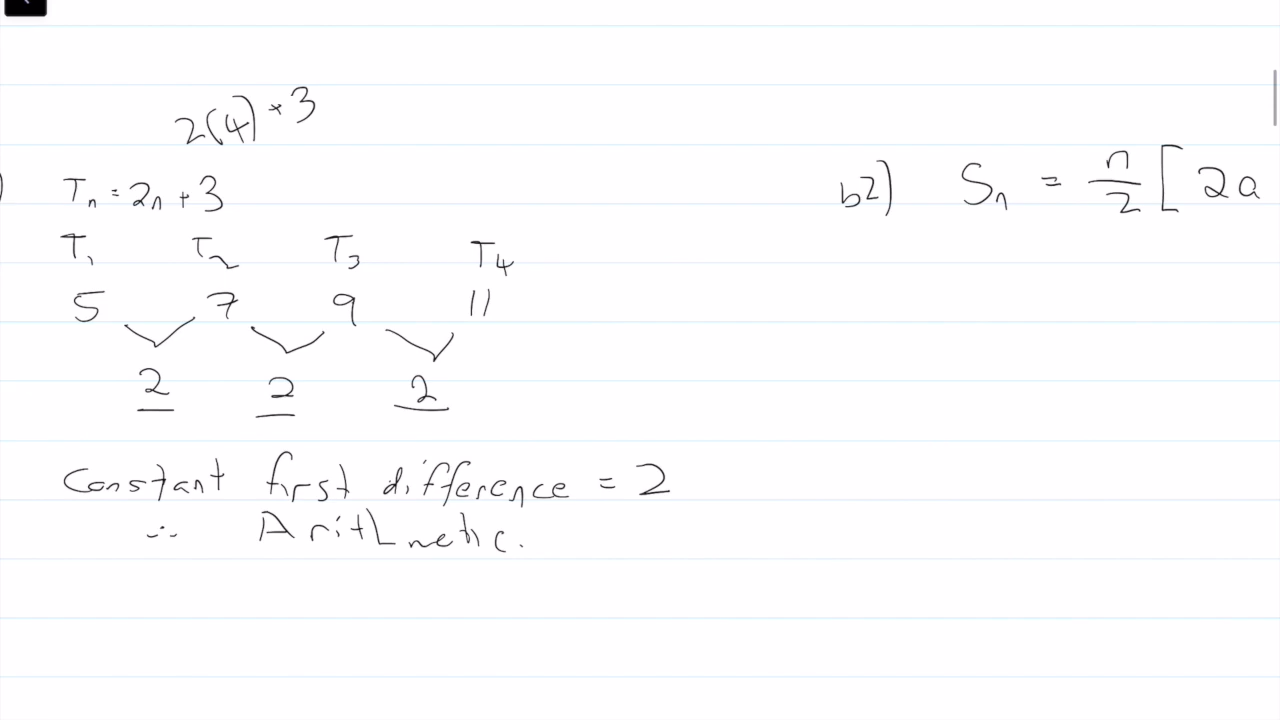 2(4) + 3
) Tₙ = 2n + 3
T₁ T₂ T₃ T₄
5 7 9 11
2 2 2
Constant first difference = 2
∴ Arithmetic.
b2) Sₙ = n/2 [ 2a